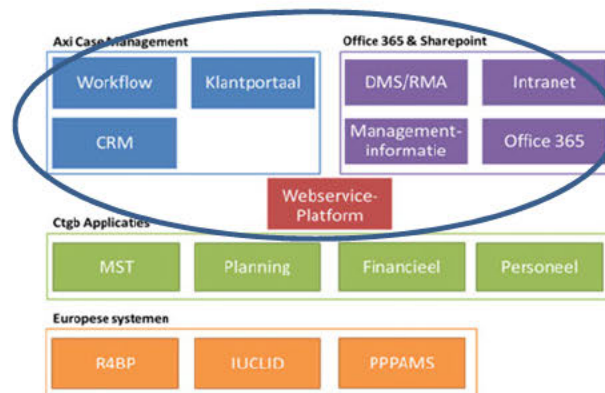 Axi Case Management
Workflow
Klantportaal
CRM
Office 365 & Sharepoint
DMS/RMA
Intranet
Management-
informatie
Office 365
Webservice-
Platform
Ctgb Applicaties
MST
Planning
Financieel
Personeel
Europese systemen
R4BP
IUCLID
PPPAMS